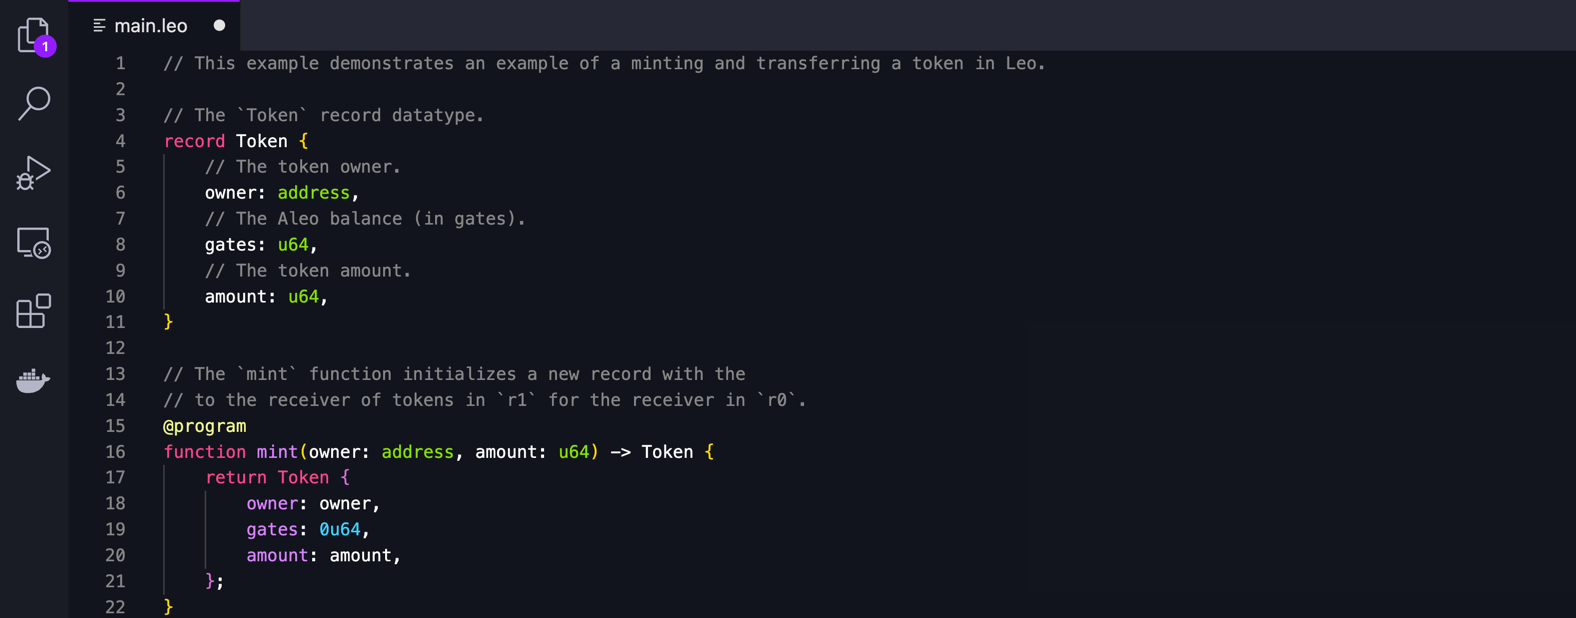 main.leo
1
1 // This example demonstrates an example of a minting and transferring a token in Leo.
2
3 // The `Token` record datatype.
4 record Token {
5     // The token owner.
6     owner: address,
7     // The Aleo balance (in gates).
8     gates: u64,
9     // The token amount.
10     amount: u64,
11 }
12
13 // The `mint` function initializes a new record with the
14 // to the receiver of tokens in `r1` for the receiver in `r0`.
15 @program
16 function mint(owner: address, amount: u64) -> Token {
17     return Token {
18         owner: owner,
19         gates: 0u64,
20         amount: amount,
21     };
22 }